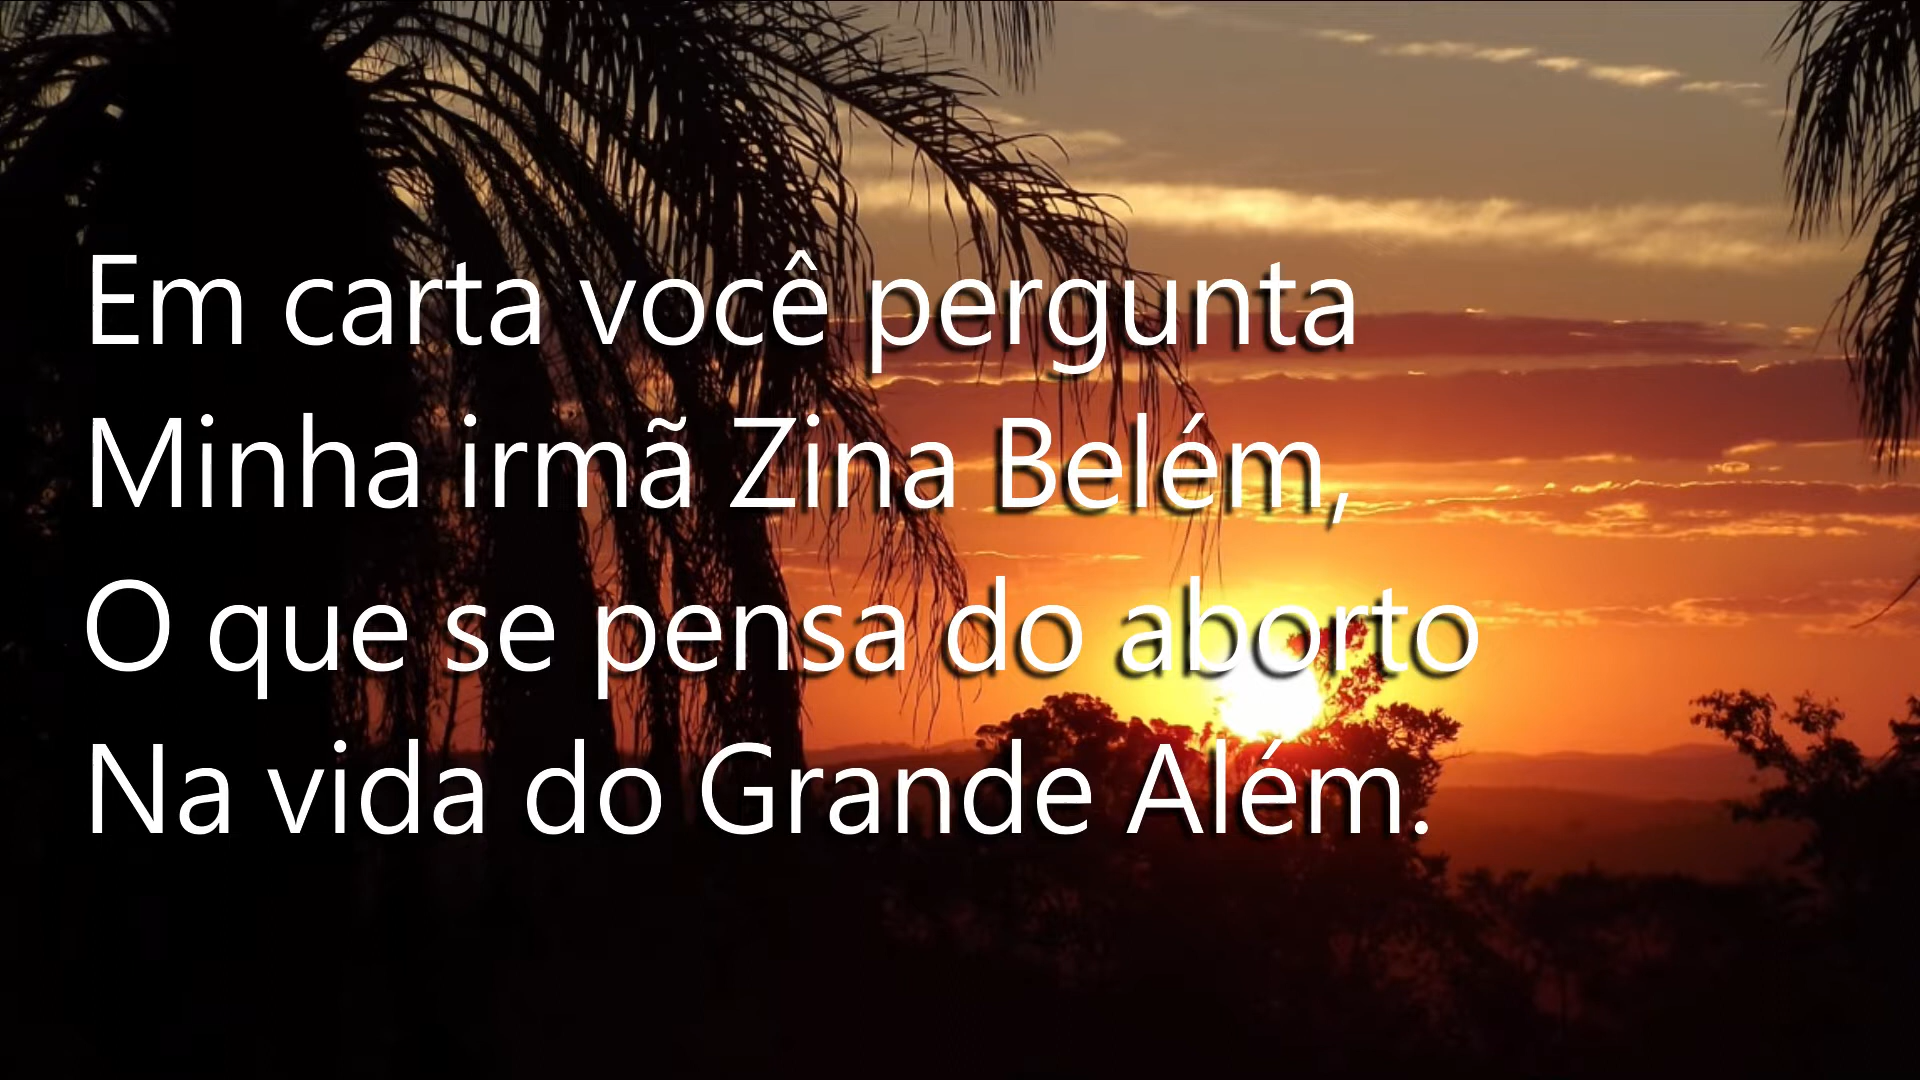 Em carta você pergunta
Minha irmã Zina Belém,
O que se pensa do aborto
Na vida do Grande Além.